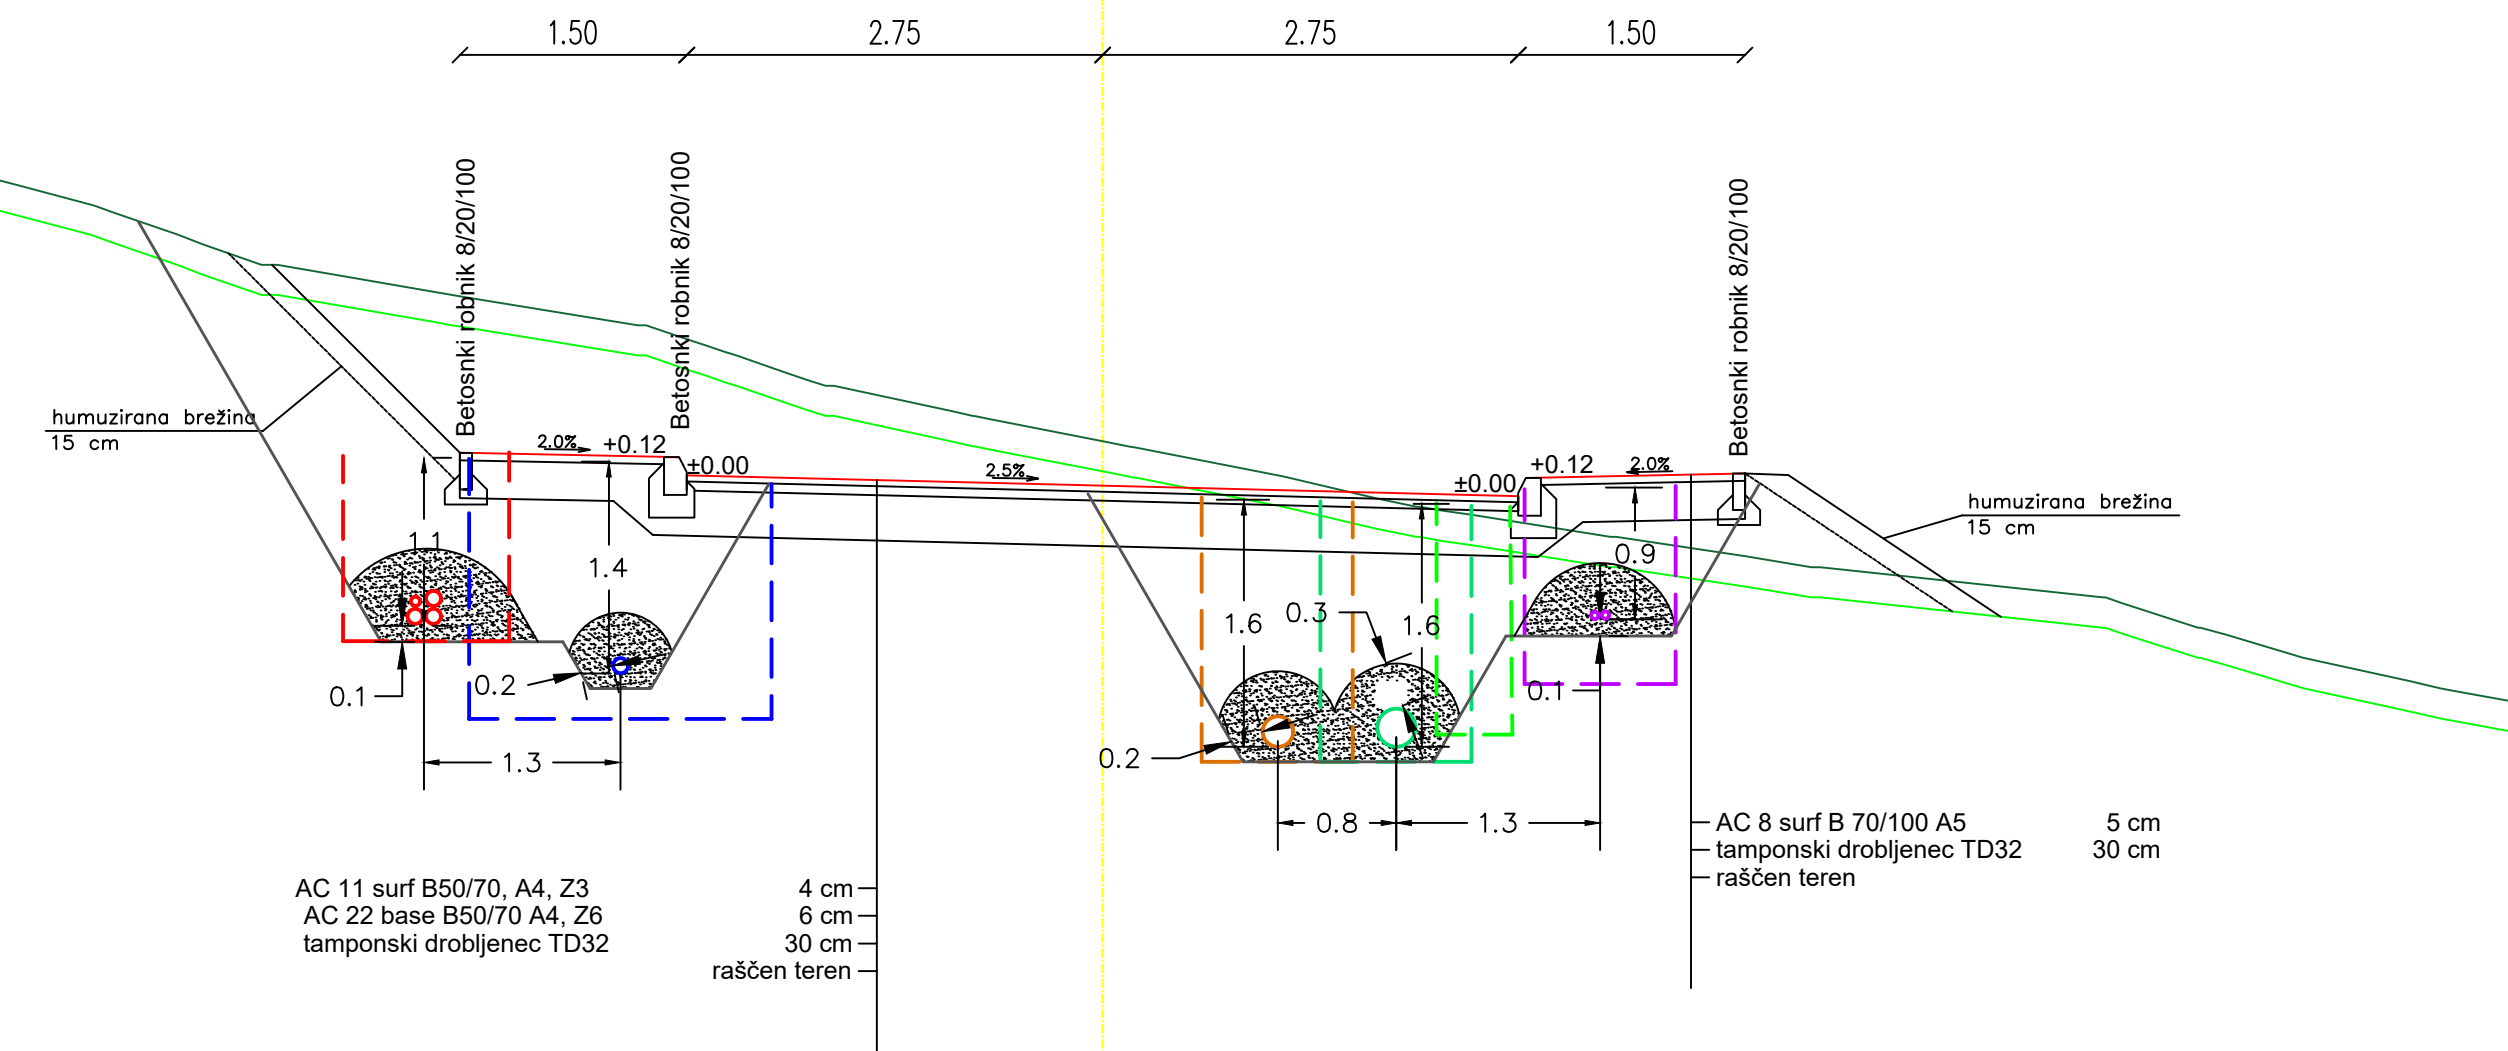 1.50
2.75
2.75
1.50
Betosnki robnik 8/20/100
Betosnki robnik 8/20/100
Betosnki robnik 8/20/100
humuzirana brežina
15 cm
2.0%
+0.12
±0.00
2.5%
±0.00
+0.12
2.0%
humuzirana brežina
15 cm
1.1
1.4
0.9
1.6
0.3
1.6
0.1
0.2
0.1
1.3
0.2
0.8
1.3
AC 8 surf B 70/100 A5 5 cm
tamponski drobljenec TD32 30 cm
raščen teren
AC 11 surf B50/70, A4, Z3 4 cm
AC 22 base B50/70 A4, Z6 6 cm
tamponski drobljenec TD32 30 cm
raščen teren